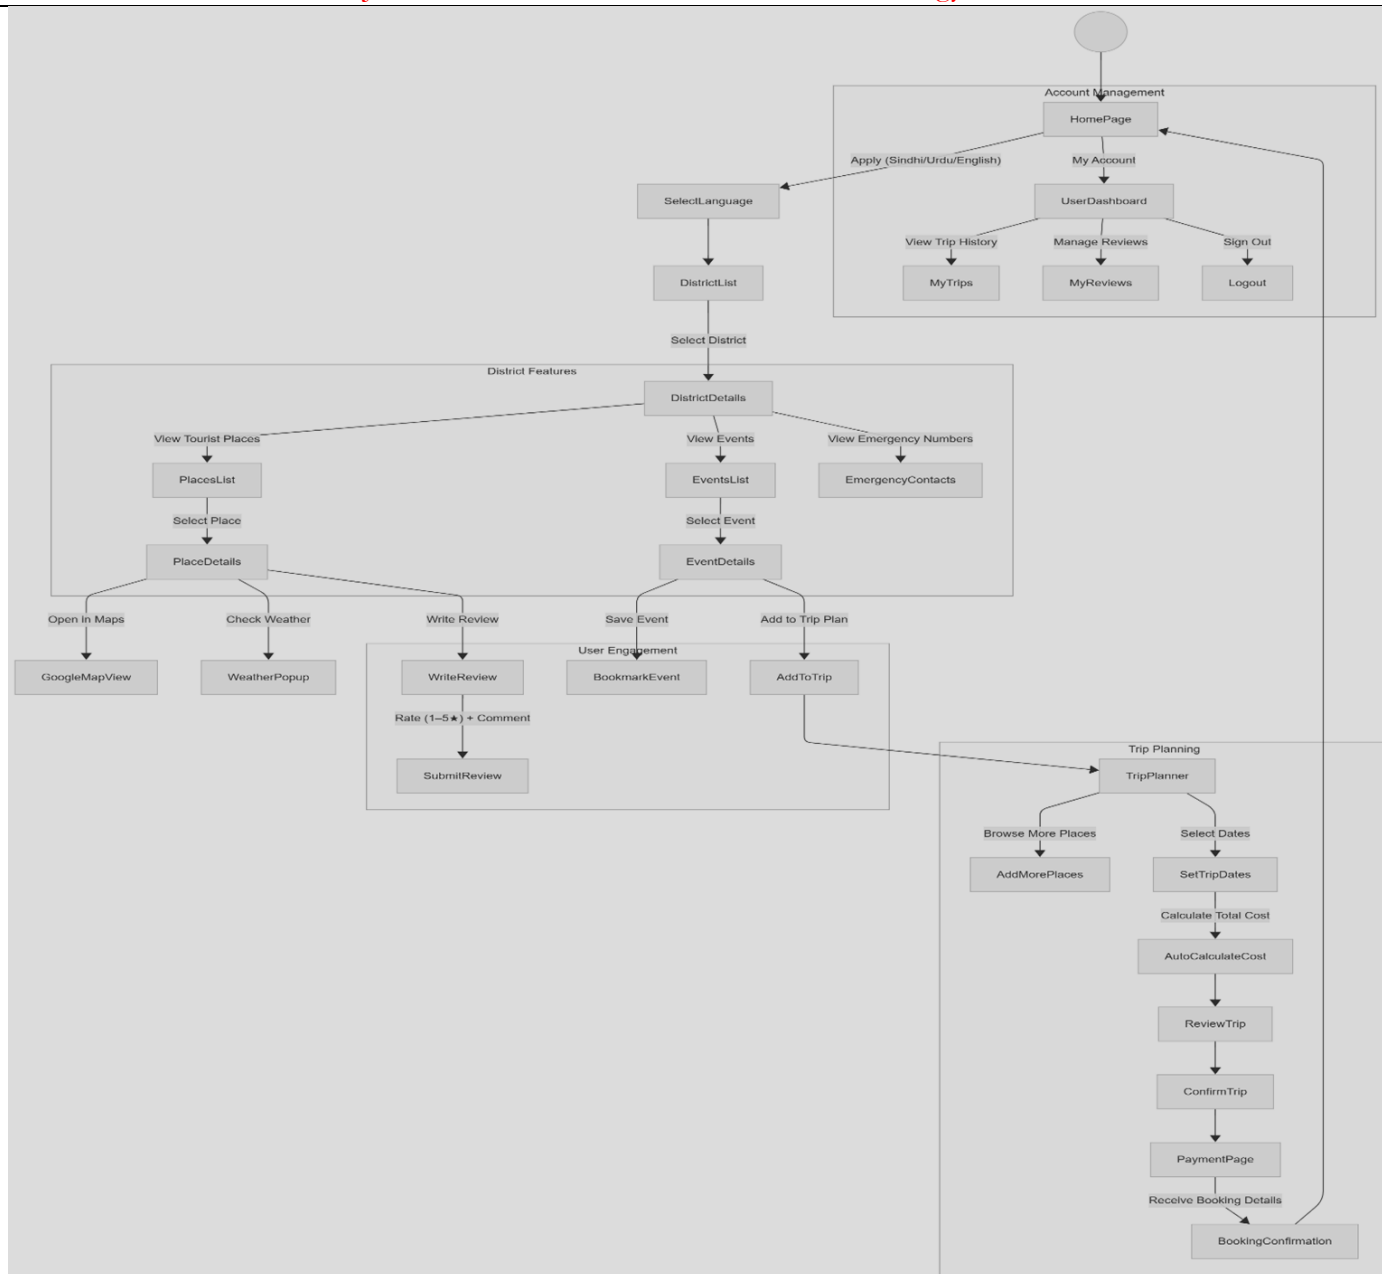 Account Management
HomePage
Apply (Sindhi/Urdu/English)
My Account
SelectLanguage
UserDashboard
View Trip History
Manage Reviews
Sign Out
DistrictList
MyTrips
MyReviews
Logout
Select District
District Features
DistrictDetails
View Tourist Places
View Events
View Emergency Numbers
PlacesList
EventsList
EmergencyContacts
Select Place
Select Event
PlaceDetails
EventDetails
Open in Maps
Check Weather
Write Review
Save Event
Add to Trip Plan
User Engagement
GoogleMapView
WeatherPopup
WriteReview
BookmarkEvent
AddToTrip
Rate (1–5★) + Comment
Trip Planning
SubmitReview
TripPlanner
Browse More Places
Select Dates
AddMorePlaces
SetTripDates
Calculate Total Cost
AutoCalculateCost
ReviewTrip
ConfirmTrip
PaymentPage
Receive Booking Details
BookingConfirmation